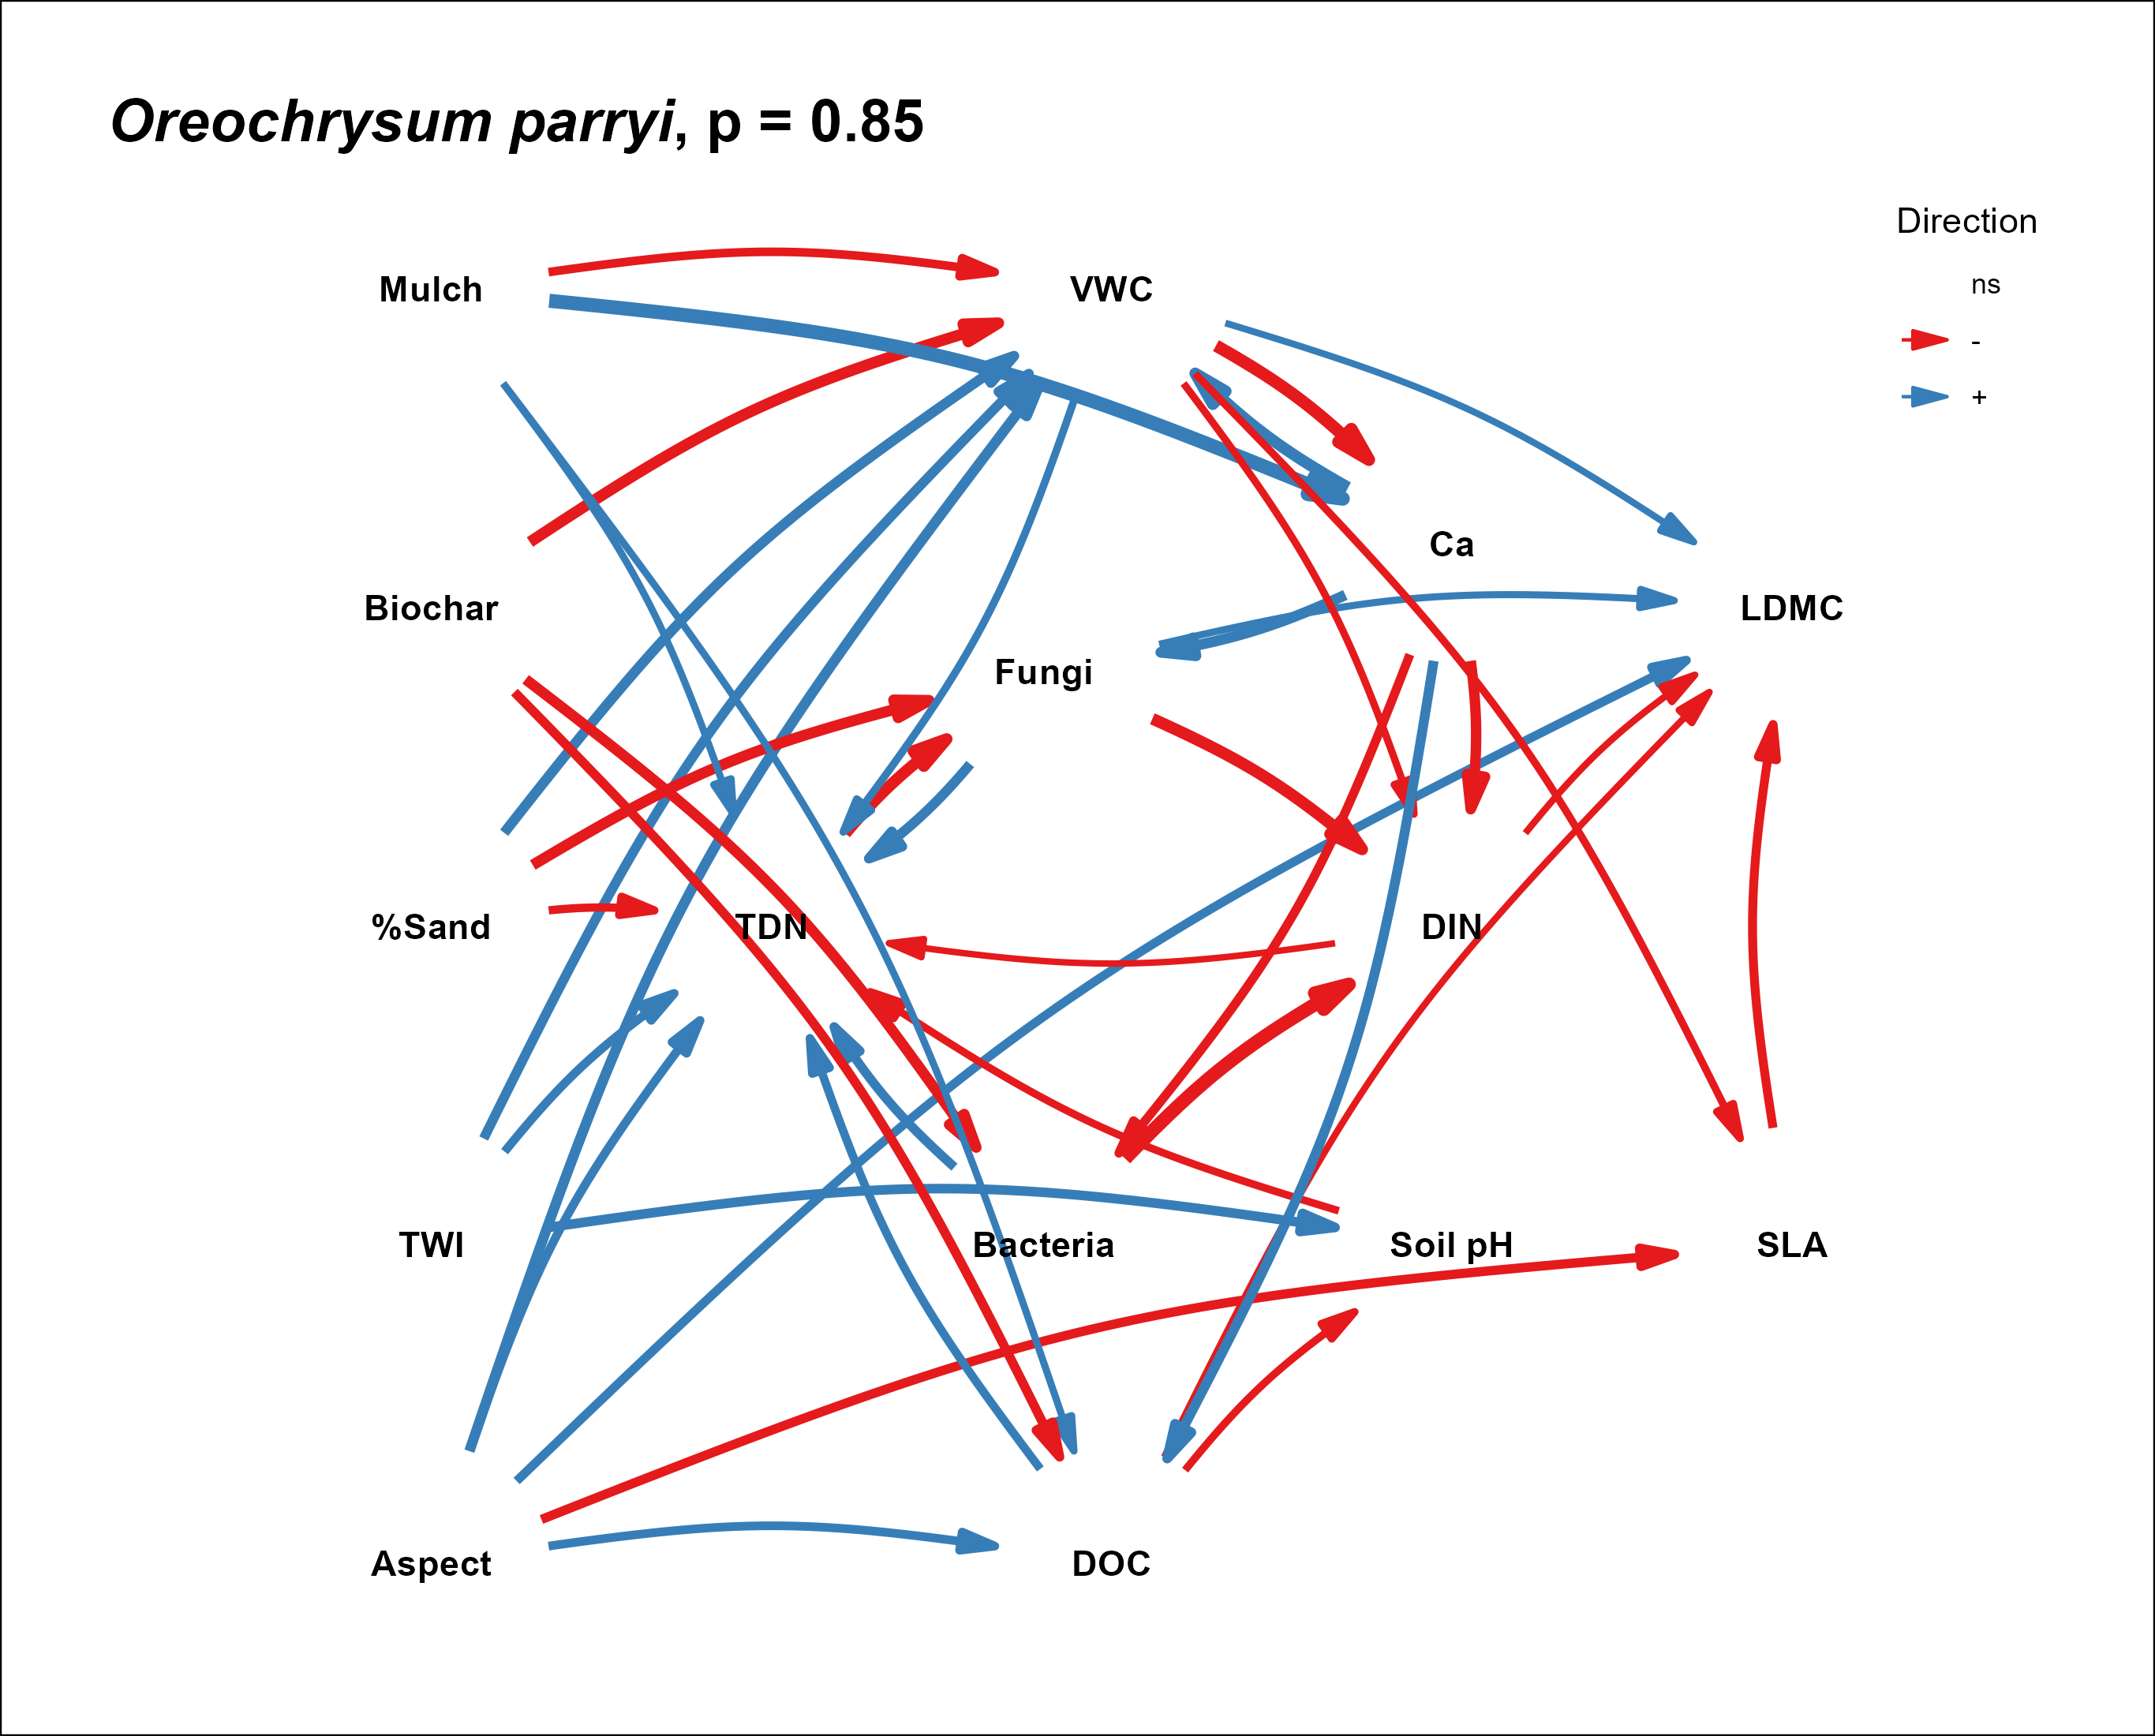 Oreochrysum parryi, p = 0.85
Direction
ns
-
+
Mulch
VWC
Ca
Biochar
LDMC
Fungi
%Sand
TDN
DIN
TWI
Bacteria
Soil pH
SLA
Aspect
DOC